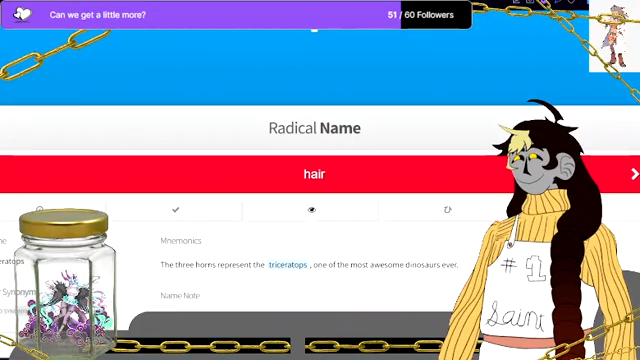 Can we get a little more?
51 / 60 Followers
Radical Name
hair
ひ
Mnemonics
The three horns represent the triceratops , one of the most awesome dinosaurs ever.
Name Note
# 1
Saint